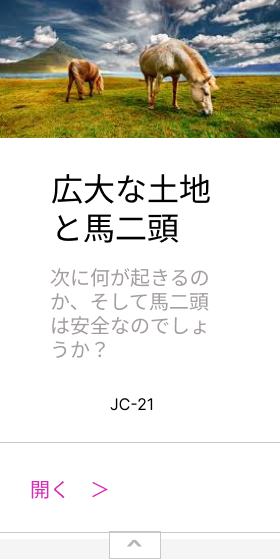 広大な土地
と馬二頭
次に何が起きるの
か、そして馬二頭
は安全なのでしょ
うか？
JC-21
開く ＞